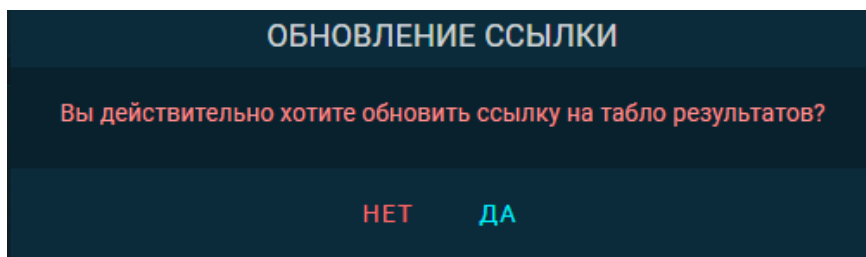 ОБНОВЛЕНИЕ ССЫЛКИ
Вы действительно хотите обновить ссылку на табло результатов?
НЕТ ДА